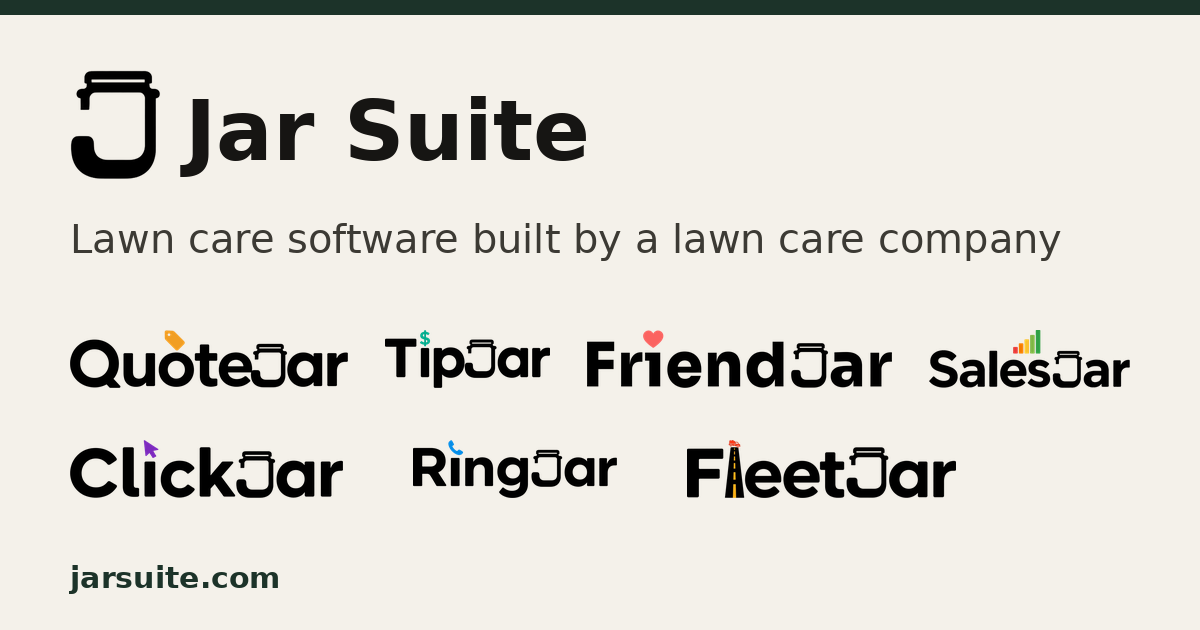 Jar Suite
Lawn care software built by a lawn care company
QuoteJar TipJar FriendJar SalesJar
ClickJar RingJar FleetJar
jarsuite.com